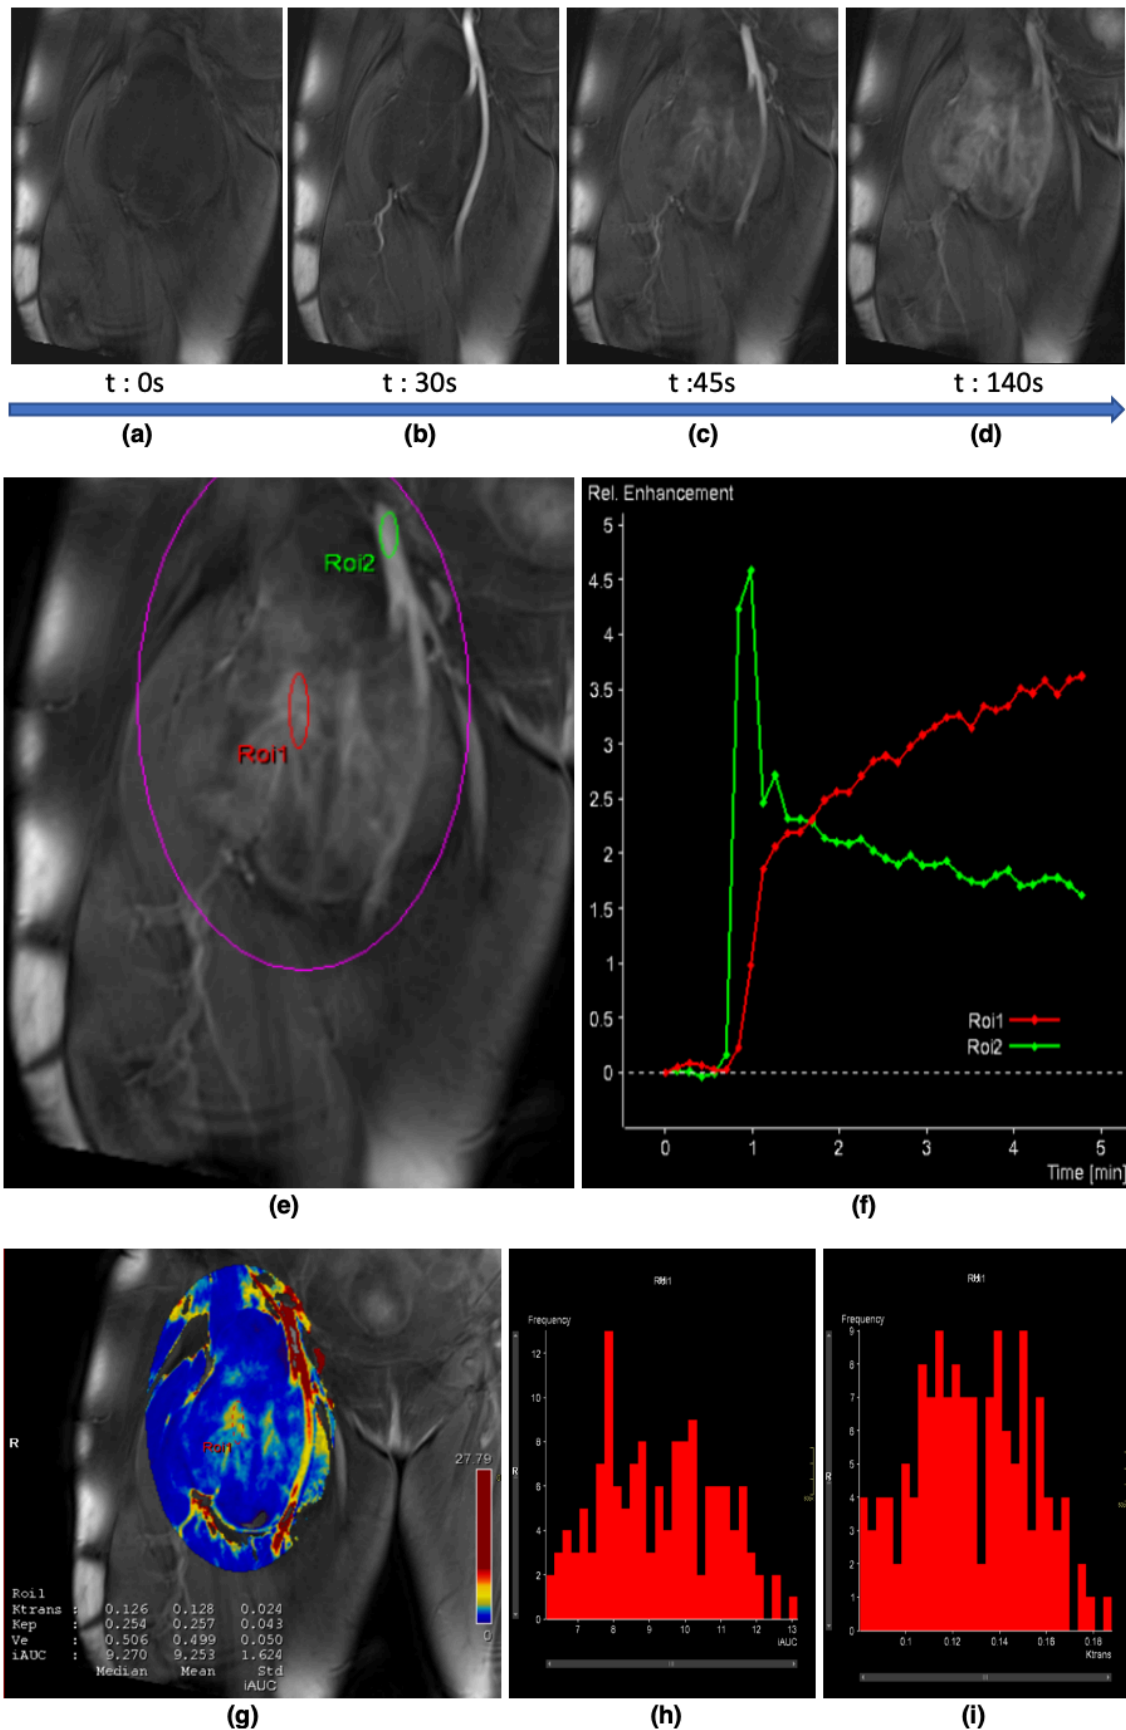 t : 0s
t : 30s
t :45s
t : 140s
(a)
(b)
(c)
(d)
Roi2
Roi1
(e)
Rel. Enhancement
5
4.5
4
3.5
3
2.5
2
1.5
1
0.5
0
Roi1
Roi2
0 1 2 3 4 5
Time [min]
(f)
R
Roi1
27.79
0
Roi1
Ktrans : 0.126 0.128 0.024
Kep : 0.254 0.257 0.043
Ve : 0.506 0.499 0.050
iAUC : 9.270 9.253 1.624
Median Mean Std
iAUC
(g)
Frequency
12
10
8
6
4
2
0
R
7 8 9 10 11 12 13
iAUC
(h)
Frequency
9
8
7
6
5
4
3
2
1
0
R
0.1 0.12 0.14 0.16 0.18
Ktrans
(i)